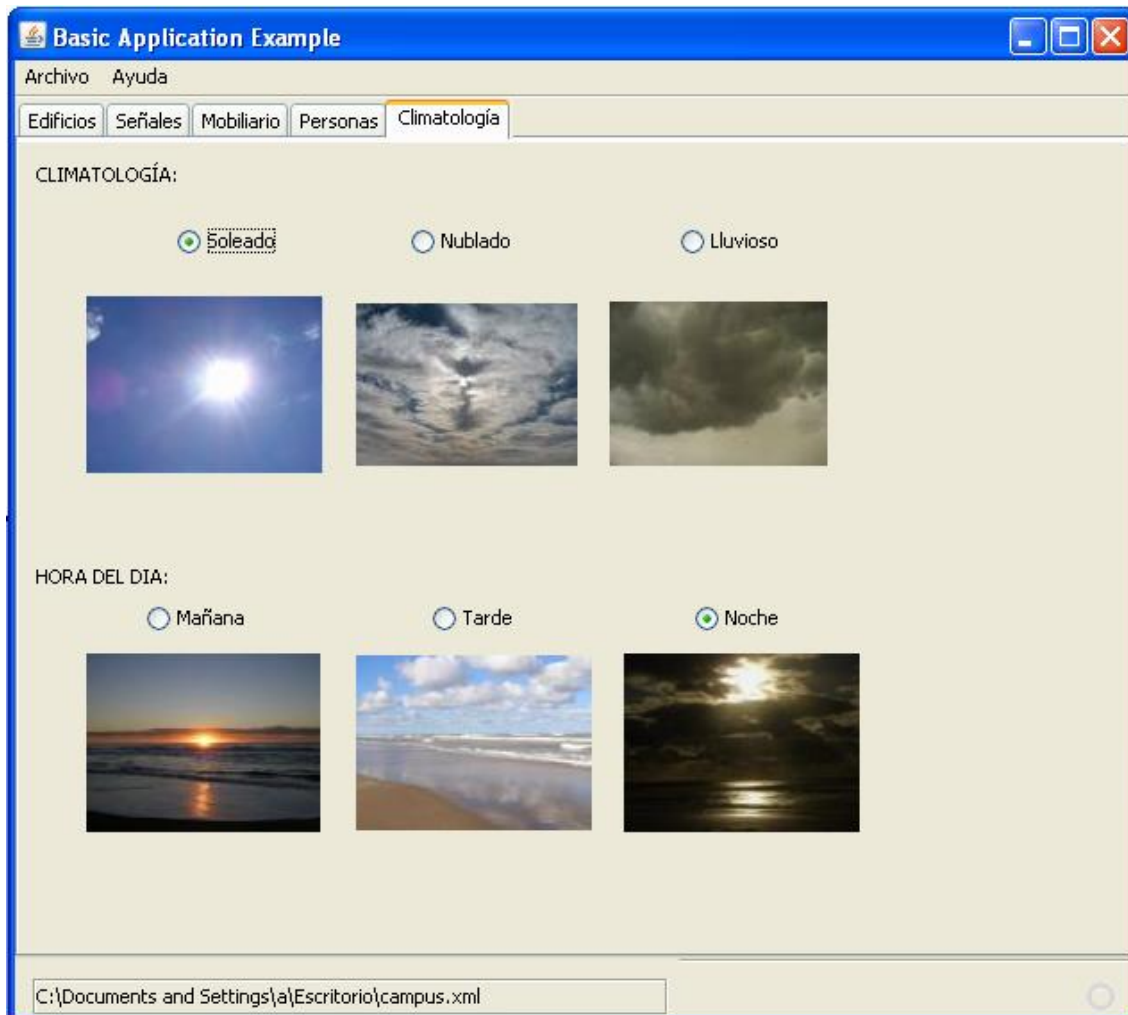 Basic Application Example
Archivo Ayuda
Edificios Señales Mobiliario Personas Climatología
CLIMATOLOGÍA:
Soleado Nublado Lluvioso
HORA DEL DIA:
Mañana Tarde Noche
C:\Documents and Settings\a\Escritorio\campus.xml